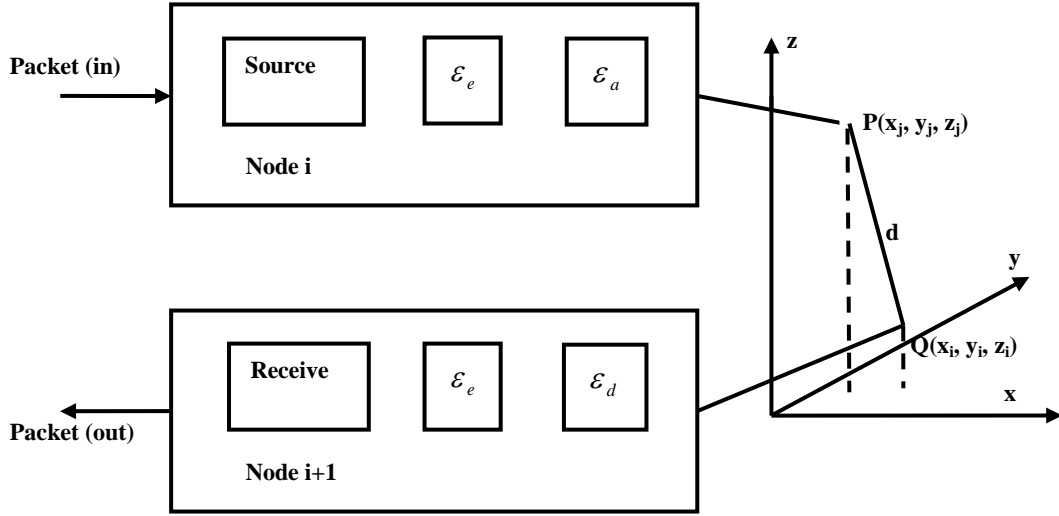 Packet (in)
Source
ε_e
ε_a
Node i
z
P(x_j, y_j, z_j)
d
y
Q(x_i, y_i, z_i)
x
Receive
ε_e
ε_d
Packet (out)
Node i+1